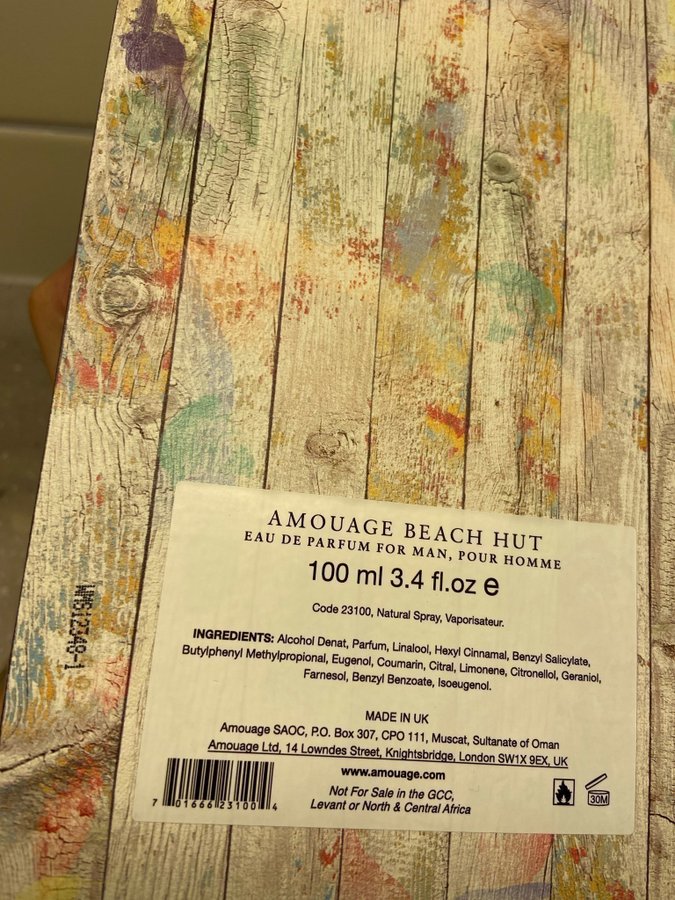 AMOUAGE BEACH HUT
EAU DE PARFUM FOR MAN, POUR HOMME
100 ml 3.4 fl.oz e
Code 23100, Natural Spray, Vaporisateur.
INGREDIENTS: Alcohol Denat, Parfum, Linalool, Hexyl Cinnamal, Benzyl Salicylate,
Butylphenyl Methylpropional, Eugenol, Coumarin, Citral, Limonene, Citronellol, Geraniol,
Farnesol, Benzyl Benzoate, Isoeugenol.
MADE IN UK
Amouage SAOC, P.O. Box 307, CPO 111, Muscat, Sultanate of Oman
Amouage Ltd, 14 Lowndes Street, Knightsbridge, London SW1X 9EX, UK
www.amouage.com
Not For Sale in the GCC,
Levant or North & Central Africa
7 01666 23100 4
30M
WM512348-1